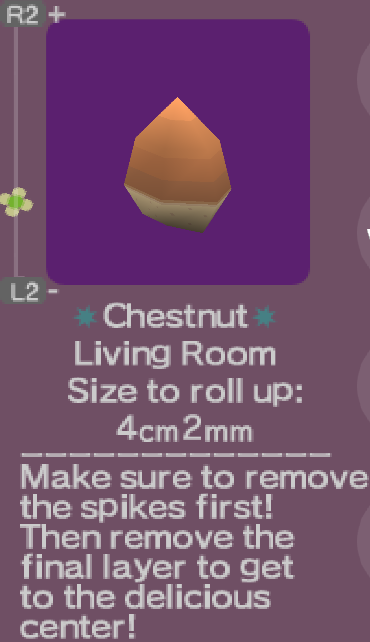 R2 +
L2 -
Chestnut
Living Room
Size to roll up:
4cm2mm
Make sure to remove
the spikes first!
Then remove the
final layer to get
to the delicious
center!